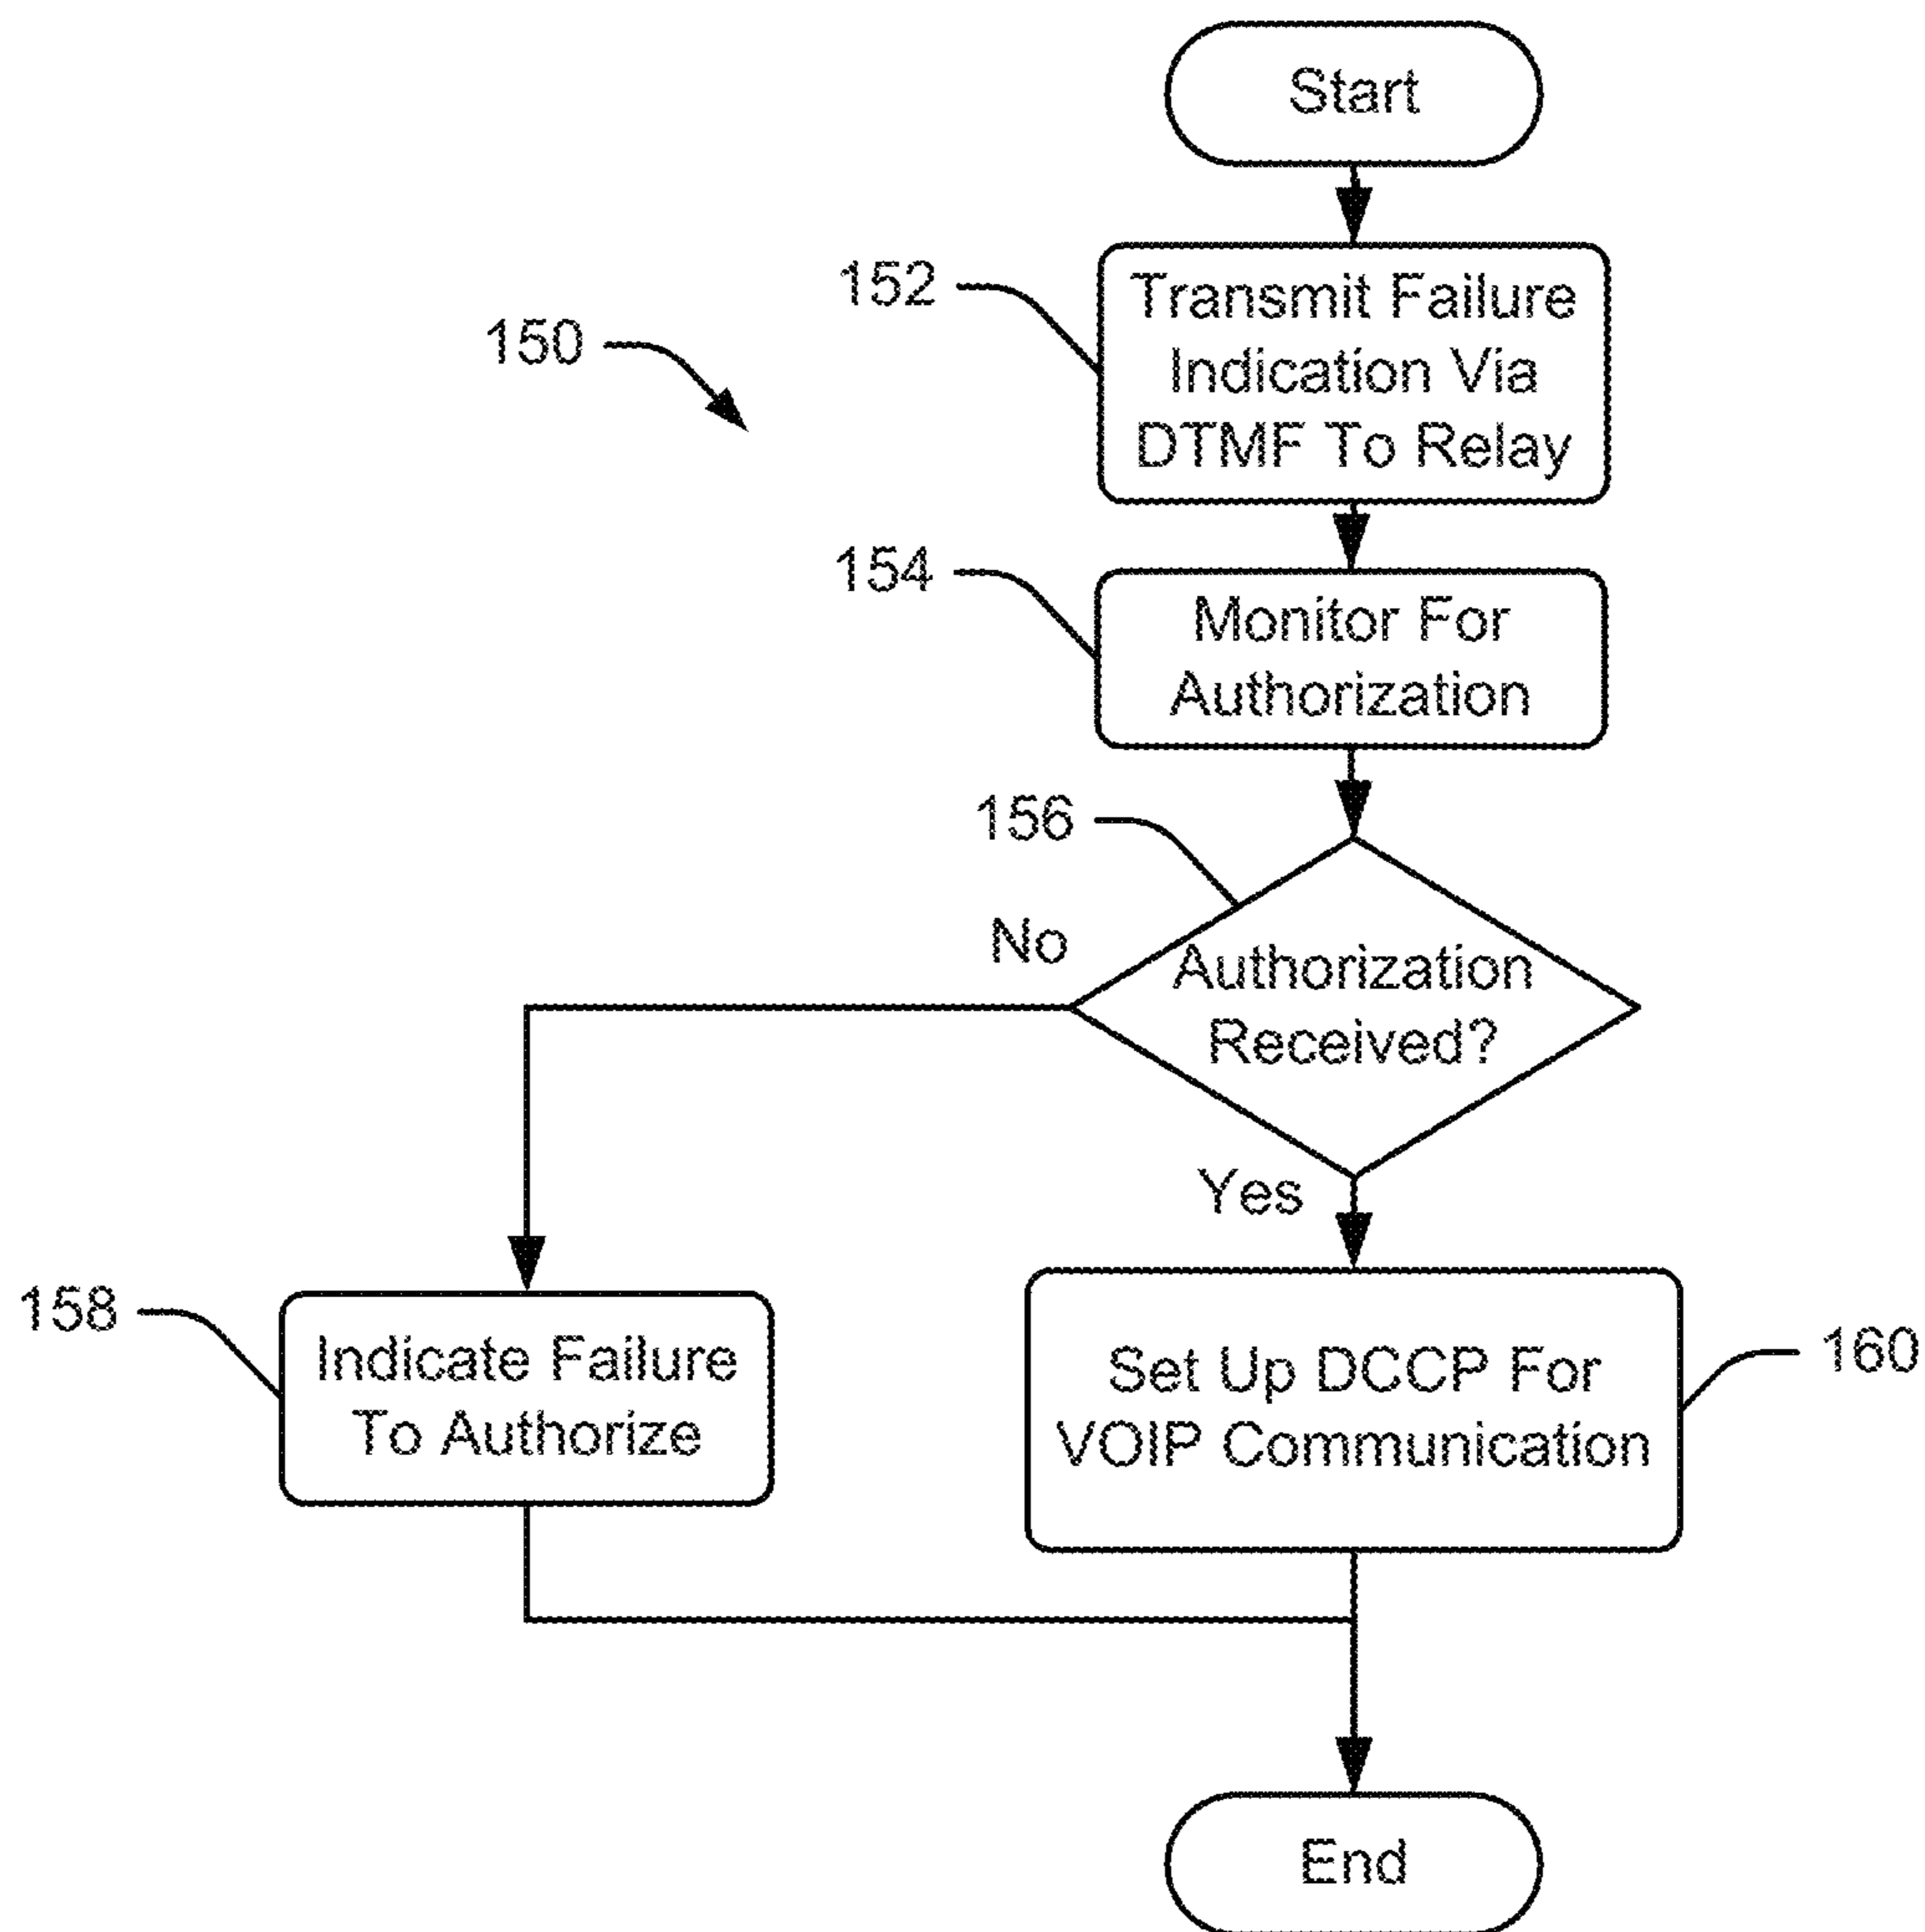 Start
152
Transmit Failure
Indication Via
DTMF To Relay
150
154
Monitor For
Authorization
156
No
Authorization
Received?
Yes
158
Indicate Failure
To Authorize
Set Up DCCP For
VOIP Communication
160
End